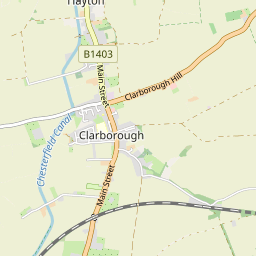 Hayton
B1403
Main Street
Clarborough Hill
Clarborough
Chesterfield Canal
Main Street